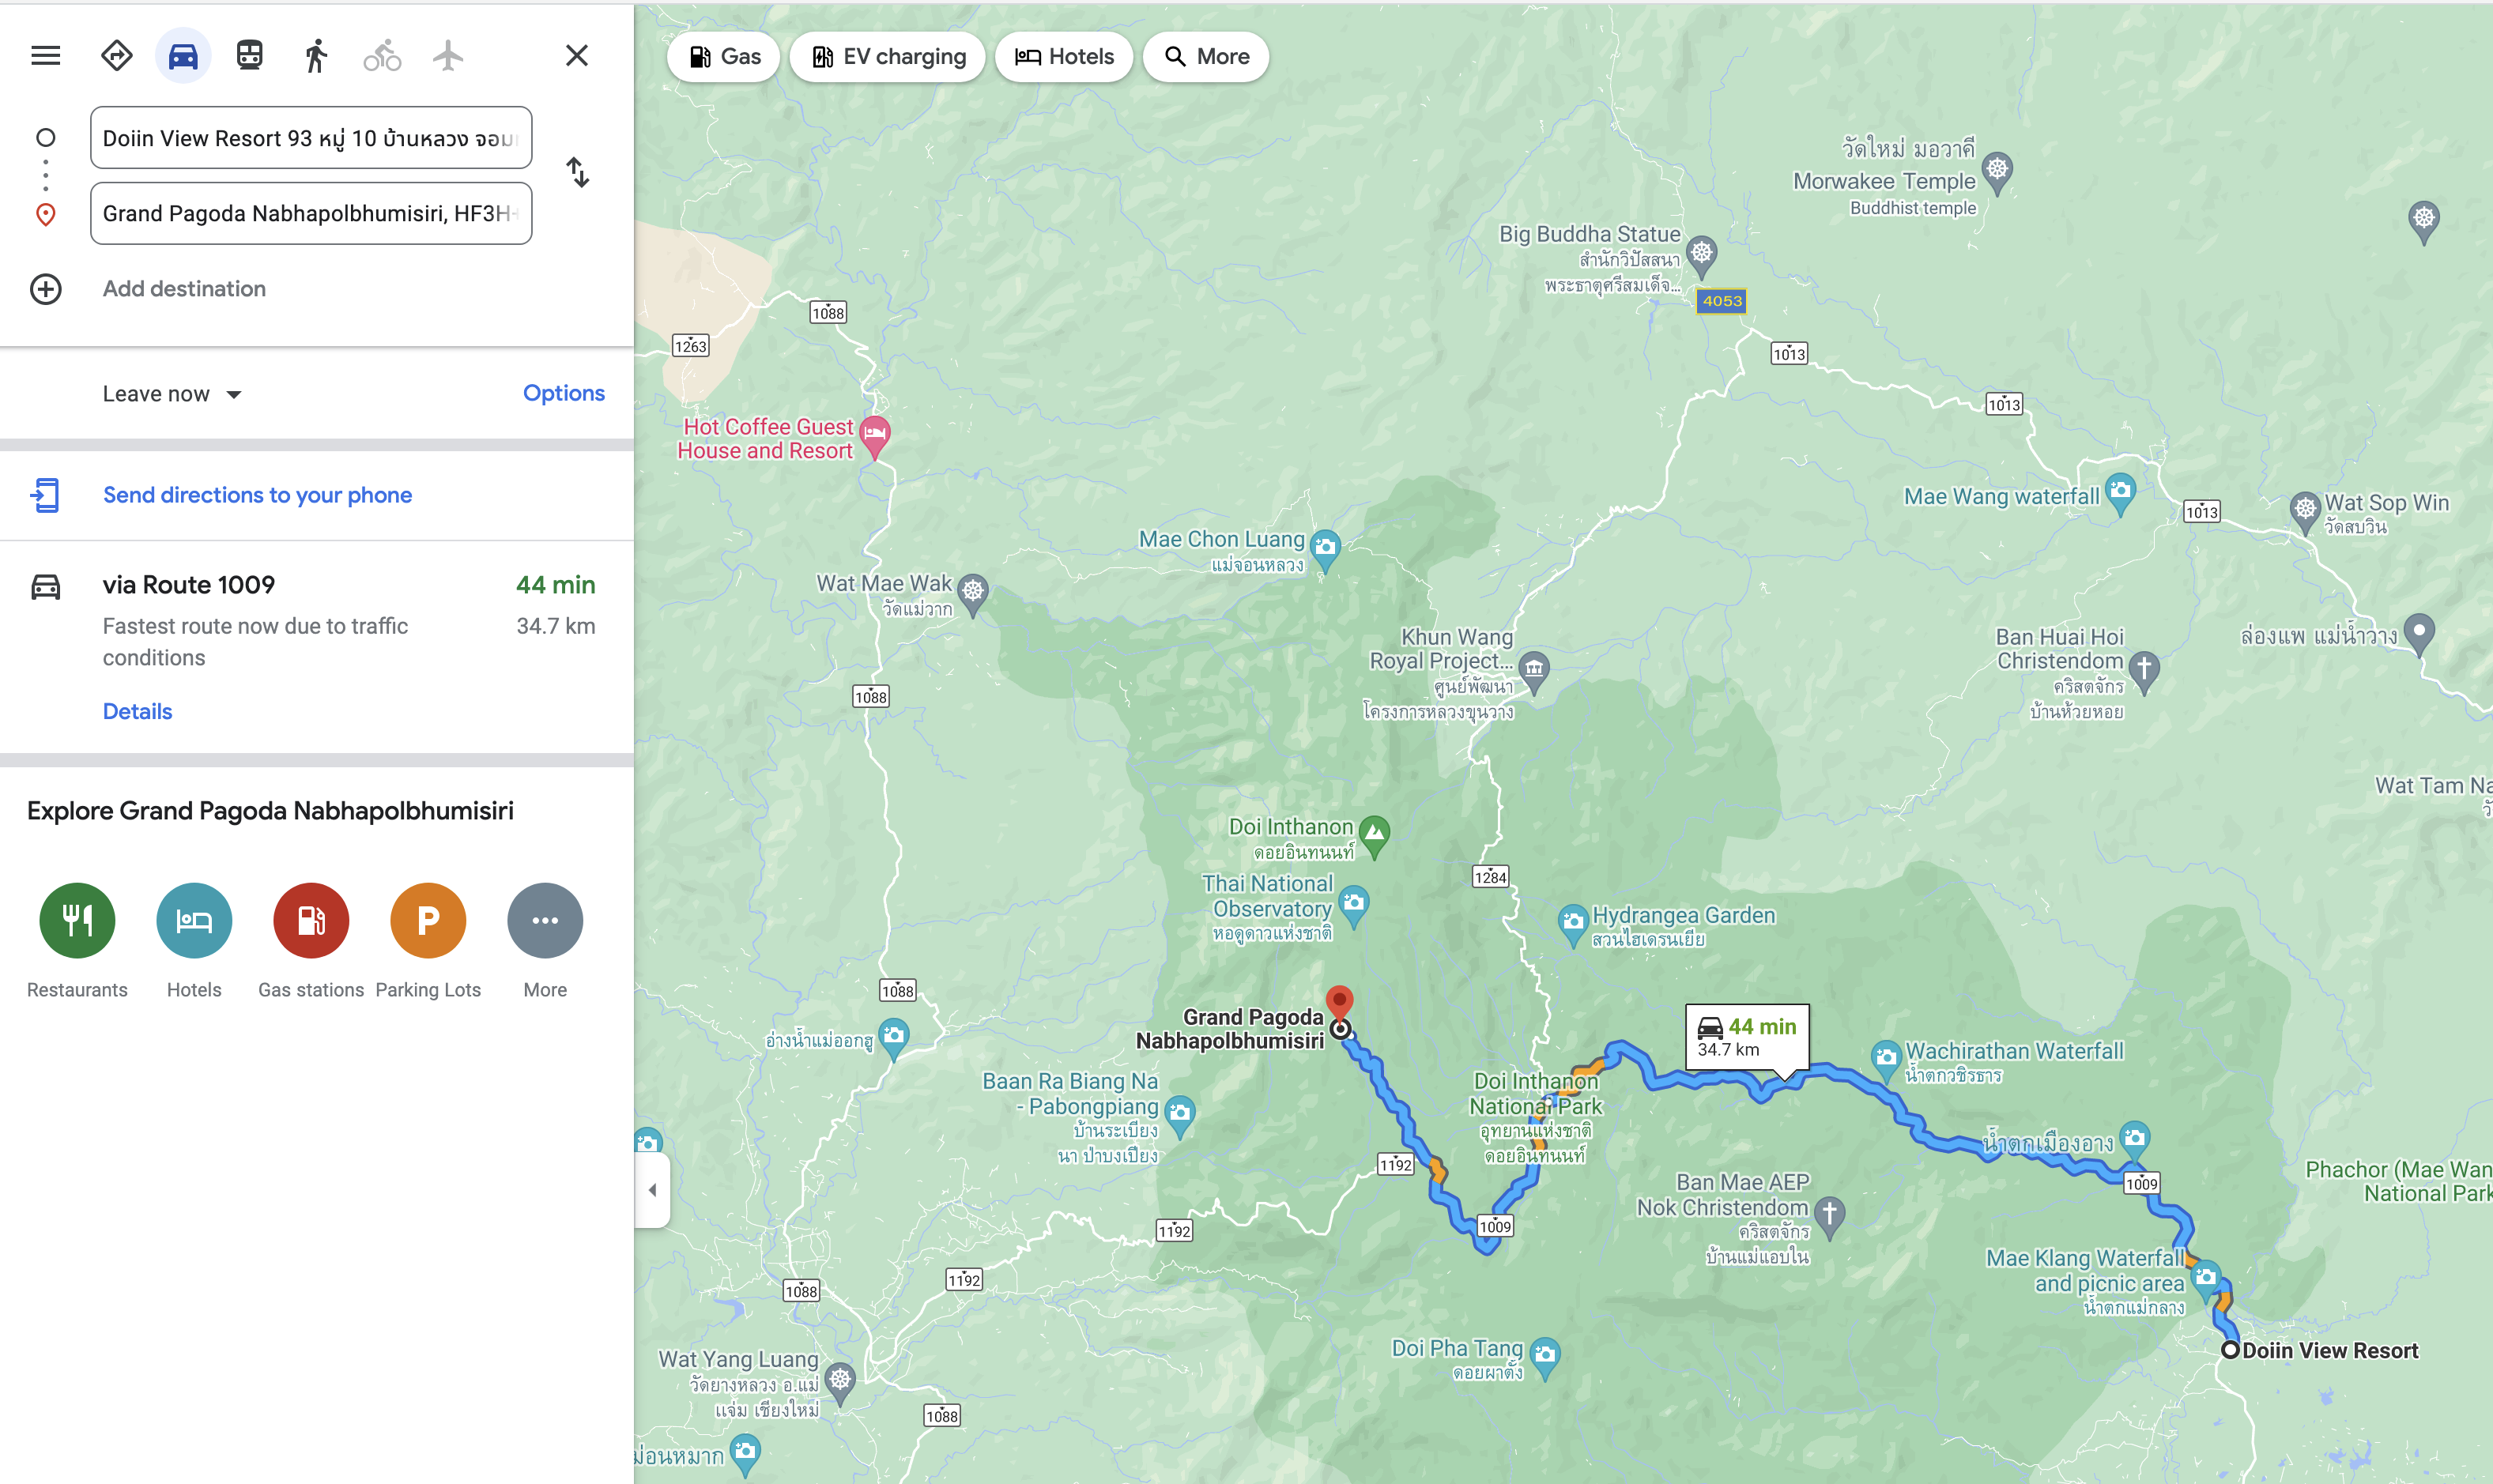 Doiin View Resort 93 หมู่ 10 บ้านหลวง จอม
Grand Pagoda Nabhapolbhumisiri, HF3H
Add destination
Leave now
Options
Send directions to your phone
via Route 1009
44 min
Fastest route now due to traffic
conditions
34.7 km
Details
Explore Grand Pagoda Nabhapolbhumisiri
P
Restaurants
Hotels
Gas stations
Parking Lots
More
Gas
EV charging
Hotels
More
วัดใหม่ มอวาคี
Morwakee Temple
Buddhist temple
Big Buddha Statue
สำนักวิปัสสนา
พระธาตุศรีสมเด็จ...
4053
1088
1263
1013
1013
Hot Coffee Guest
House and Resort
Mae Wang waterfall
1013
Wat Sop Win
วัดสบวิน
Mae Chon Luang
แม่จอนหลวง
Wat Mae Wak
วัดแม่วาก
Khun Wang
Royal Project...
ศูนย์พัฒนา
โครงการหลวงขุนวาง
Ban Huai Hoi
Christendom
คริสตจักร
บ้านห้วยหอย
ล่องแพ แม่น้ำวาง
1088
Wat Tam Na
วั
Doi Inthanon
ดอยอินทนนท์
Thai National
Observatory
หอดูดาวแห่งชาติ
1284
Hydrangea Garden
สวนไฮเดรนเยีย
1088
อ่างน้ำแม่ออกฮู
Grand Pagoda
Nabhapolbhumisiri
44 min
34.7 km
Wachirathan Waterfall
น้ำตกวชิรธาร
Baan Ra Biang Na
- Pabongpiang
บ้านระเบียง
นา ป่าบงเปียง
Doi Inthanon
National Park
อุทยานแห่งชาติ
ดอยอินทนนท์
น้ำตกเมืองอาง
1009
1192
Phachor (Mae Wan
National Park
Ban Mae AEP
Nok Christendom
คริสตจักร
บ้านแม่แอบใน
1192
1009
Mae Klang Waterfall
and picnic area
น้ำตกแม่กลาง
1192
1088
Doi Pha Tang
ดอยผาตั้ง
Doiin View Resort
Wat Yang Luang
วัดยางหลวง อ.แม่
แจ่ม เชียงใหม่
1088
ม่อนหมาก